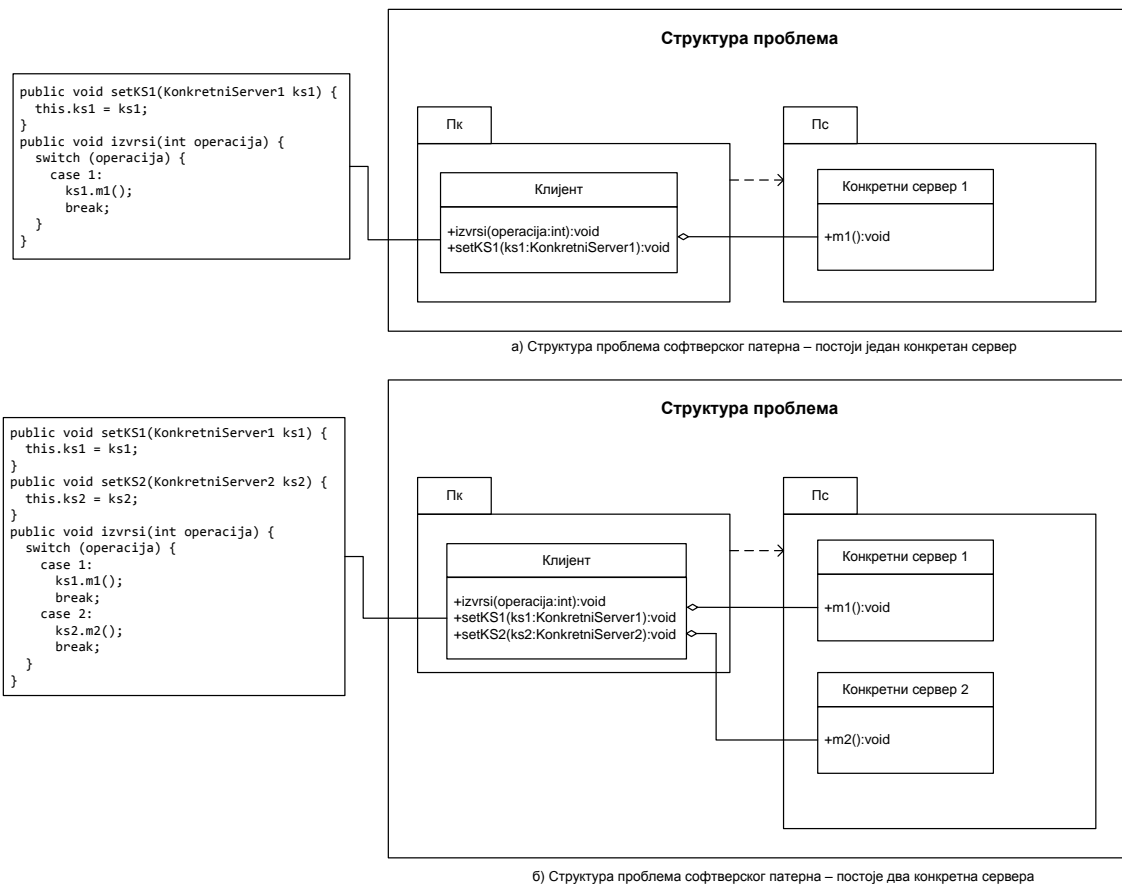 Структура проблема
public void setKS1(KonkretniServer1 ks1) {
  this.ks1 = ks1;
}
public void izvrsi(int operacija) {
  switch (operacija) {
    case 1:
      ks1.m1();
      break;
  }
}
Пк
Клијент
+izvrsi(operacija:int):void
+setKS1(ks1:KonkretniServer1):void
Пс
Конкретни сервер 1
+m1():void
а) Структура проблема софтверског патерна – постоји један конкретан сервер
Структура проблема
public void setKS1(KonkretniServer1 ks1) {
  this.ks1 = ks1;
}
public void setKS2(KonkretniServer2 ks2) {
  this.ks2 = ks2;
}
public void izvrsi(int operacija) {
  switch (operacija) {
    case 1:
      ks1.m1();
      break;
    case 2:
      ks2.m2();
      break;
  }
}
Пк
Клијент
+izvrsi(operacija:int):void
+setKS1(ks1:KonkretniServer1):void
+setKS2(ks2:KonkretniServer2):void
Пс
Конкретни сервер 1
+m1():void
Конкретни сервер 2
+m2():void
б) Структура проблема софтверског патерна – постоје два конкретна сервера